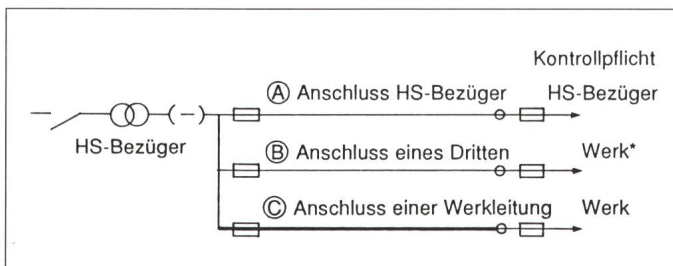 Kontrollpflicht
Ⓐ Anschluss HS-Bezüger HS-Bezüger
HS-Bezüger
Ⓑ Anschluss eines Dritten Werk*
Ⓒ Anschluss einer Werkleitung Werk